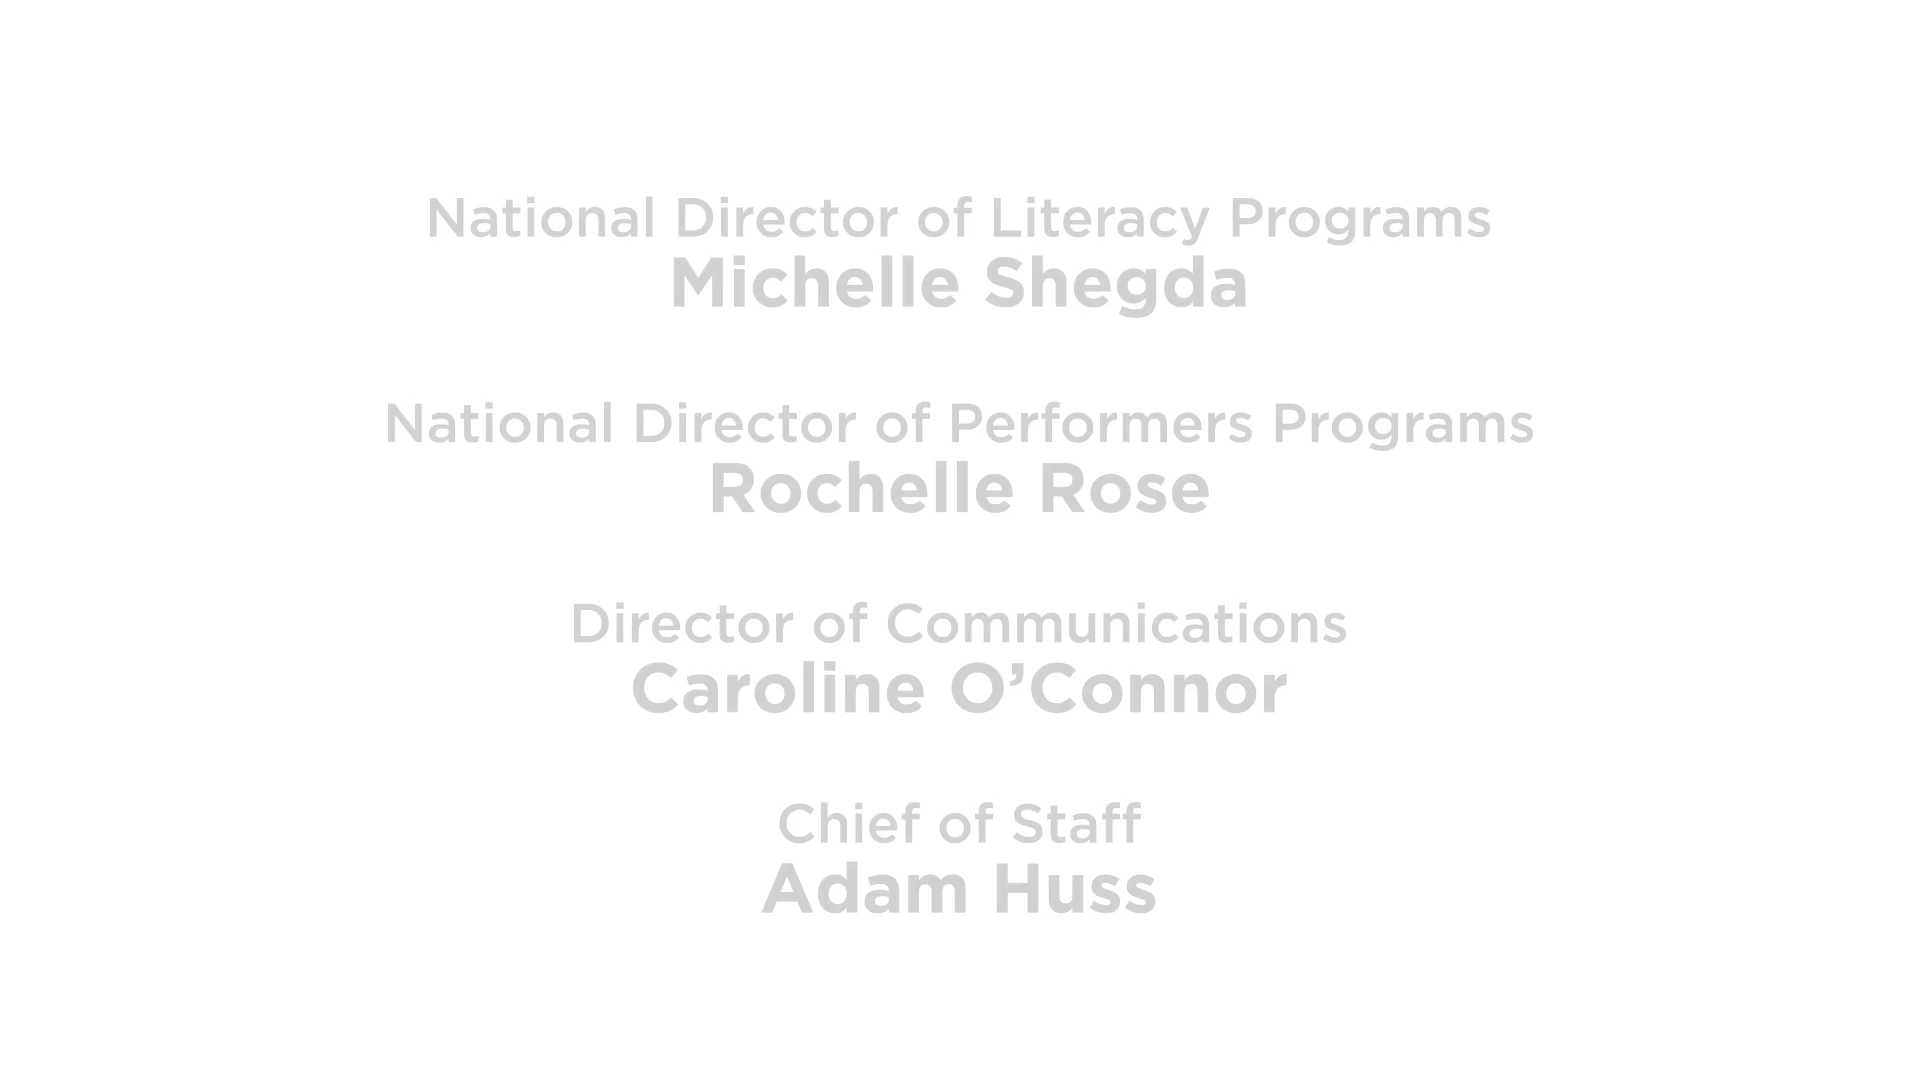 National Director of Literacy Programs
Michelle Shegda
National Director of Performers Programs
Rochelle Rose
Director of Communications
Caroline O’Connor
Chief of Staff
Adam Huss